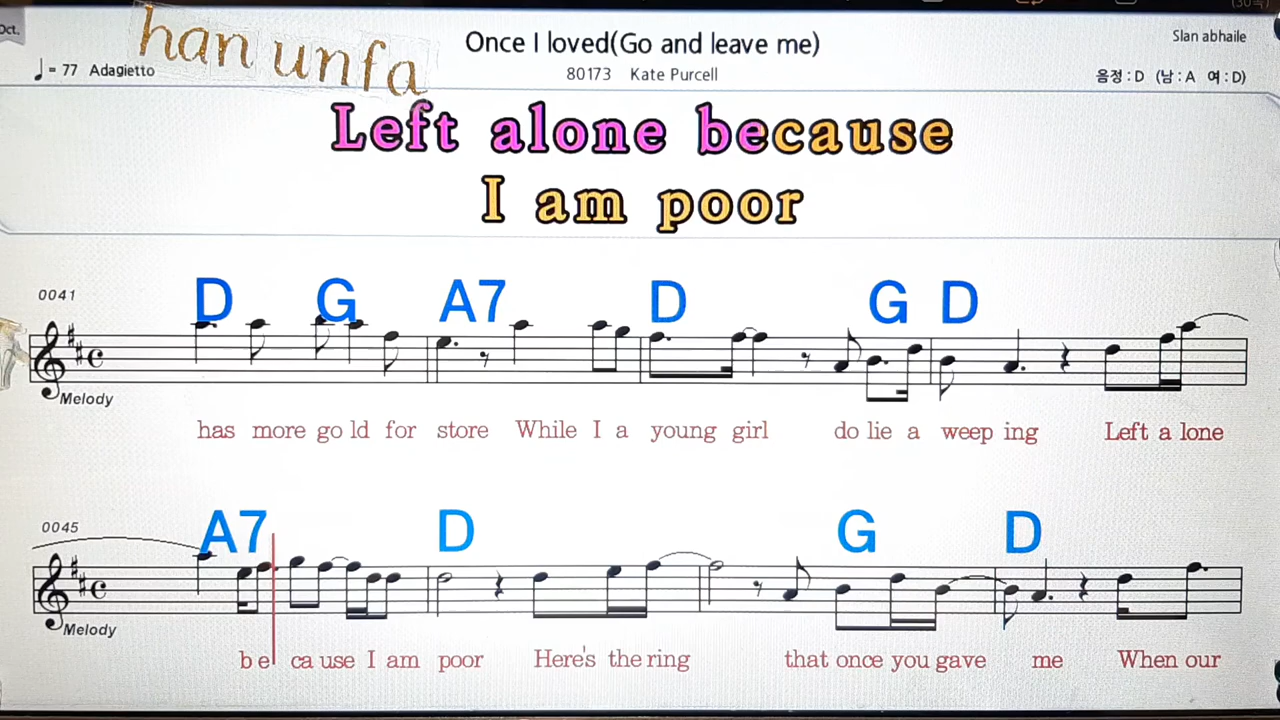 (30곡)
Oct.
han unfa
Once I loved(Go and leave me)
Slan abhaile
♩= 77 Adagietto
80173 Kate Purcell
음정 : D (남 : A 여 : D)
Left alone because
I am poor
D G A7 D G D
0041
Melody
has more go ld for store While I a young girl do lie a weep ing Left a lone
A7 D G D
0045
Melody
be ca use I am poor Here's the ring that once you gave me When our